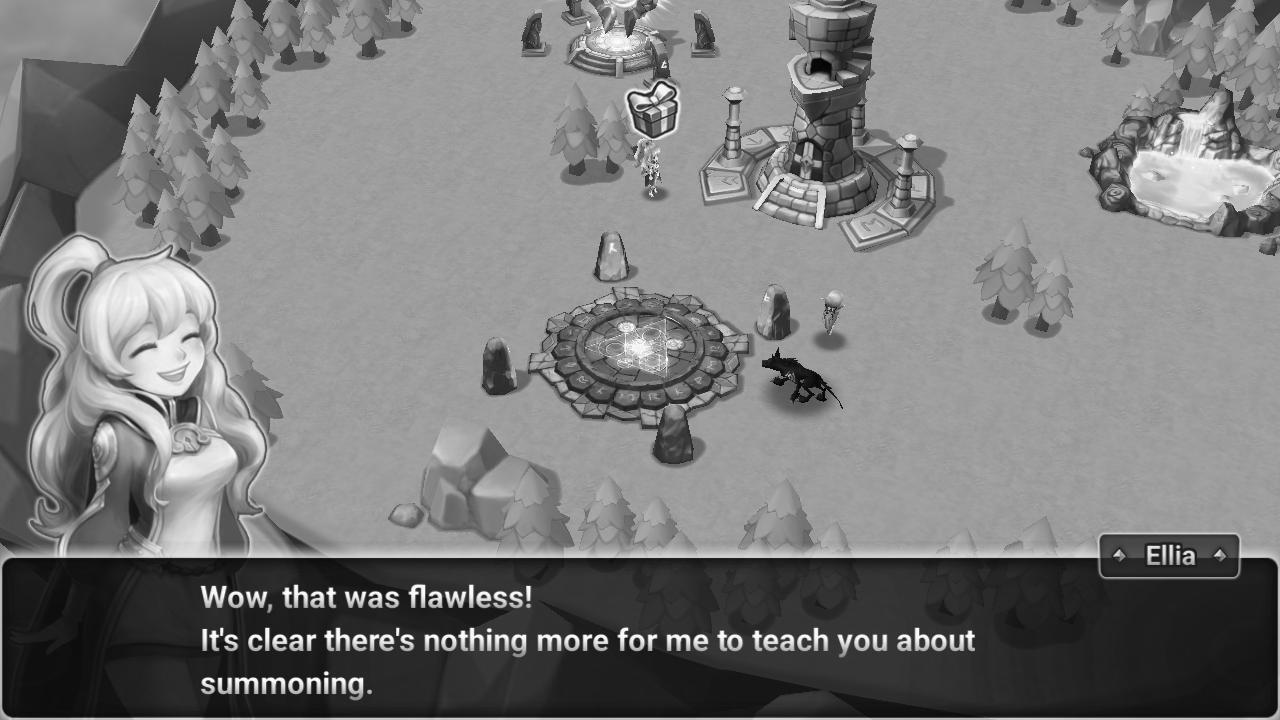 Ellia
Wow, that was flawless!
It's clear there's nothing more for me to teach you about
summoning.